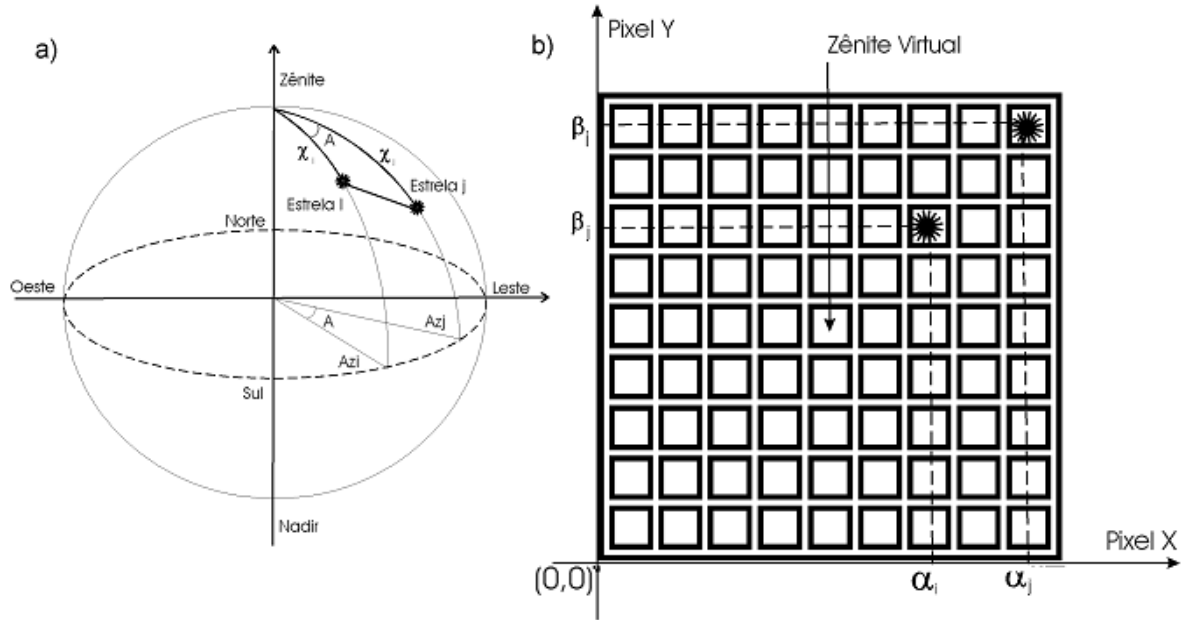 a)
Zênite
A
χi
χi
Estrela I
Estrela j
Norte
Oeste
Leste
A
Azj
Azi
Sul
Nadir
b)
Pixel Y
Zênite Virtual
βj
βj
Pixel X
(0,0)
αi
αj